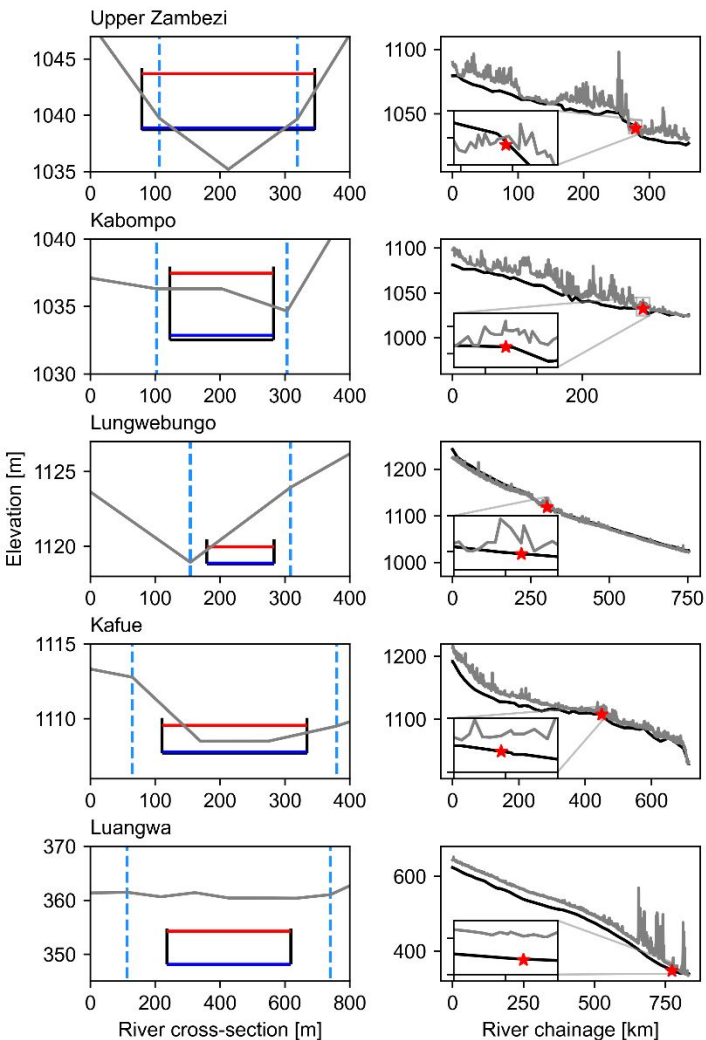 Upper Zambezi
1045
1040
1035
0 100 200 300 400
1100
1050
0 100 200 300
Kabompo
1040
1035
1030
0 100 200 300 400
1100
1050
1000
0 200
Lungwebungo
1125
1120
0 100 200 300 400
1200
1100
1000
0 250 500 750
Elevation [m]
Kafue
1115
1110
0 100 200 300 400
1200
1100
0 200 400 600
Luangwa
370
360
350
0 200 400 600 800
600
400
0 250 500 750
River cross-section [m]
River chainage [km]